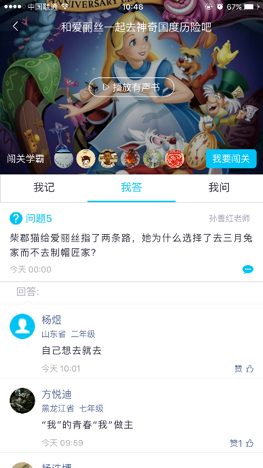 中国联通 10:48 67%
和爱丽丝一起去神奇国度历险吧
播放有声书
闯关学霸 我要闯关
我记 我答 我问
问题5 孙善红老师
柴郡猫给爱丽丝指了两条路，她为什么选择了去三月兔
家而不去制帽匠家？
今天 00:00
回答：
杨煜
山东省 二年级
自己想去就去
今天 10:01 赞
方悦迪
黑龙江省 七年级
“我”的青春“我”做主
今天 09:59 赞1